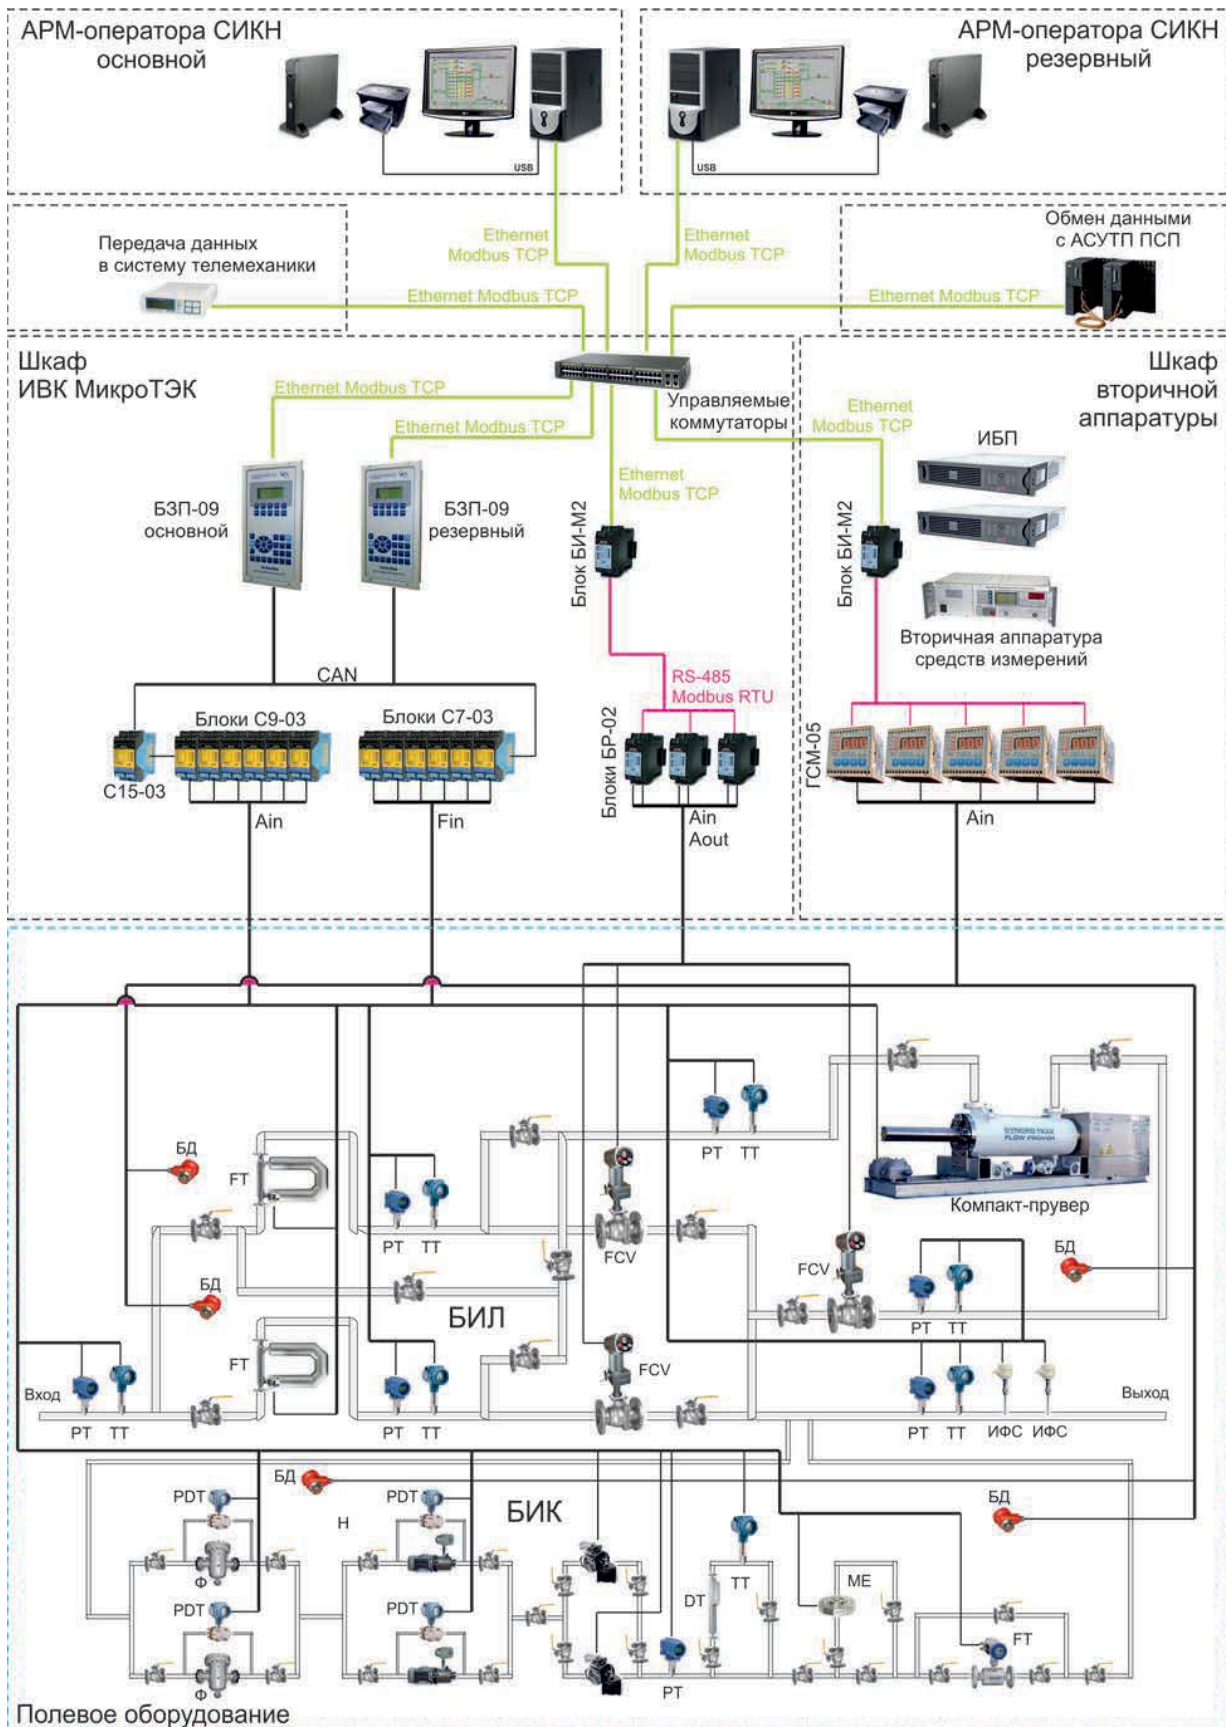 АРМ-оператора СИКН
основной
АРМ-оператора СИКН
резервный
USB
USB
Передача данных
в систему телемеханики
Ethernet
Modbus TCP
Ethernet
Modbus TCP
Обмен данными
с АСУТП ПСП
Ethernet Modbus TCP
Ethernet Modbus TCP
Шкаф
ИВК МикроТЭК
Шкаф
вторичной
аппаратуры
Ethernet Modbus TCP
Ethernet Modbus TCP
Управляемые
коммутаторы
Ethernet
Modbus TCP
Ethernet
Modbus TCP
ИБП
БЗП-09
основной
БЗП-09
резервный
Блок БИ-М2
Блок БИ-М2
Вторичная аппаратура
средств измерений
CAN
RS-485
Modbus RTU
Блоки С9-03
Блоки С7-03
Блоки БР-02
ГСМ-05
С15-03
Ain
Fin
Ain
Aout
Ain
БД
FT
PT
TT
PT
TT
FCV
SYNCROTRAK
FLOW PROVER
Компакт-прувер
БД
БИЛ
FCV
БД
PT
TT
FT
FCV
Вход
PT
TT
PT
TT
PT
TT
ИФС
ИФС
Выход
БД
PDT
Н
PDT
БИК
БД
Ф
PDT
PDT
DT
TT
ME
FT
Ф
PT
Полевое оборудование